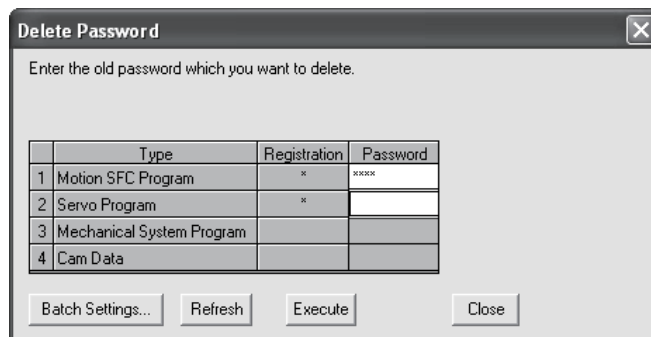 Delete Password
Enter the old password which you want to delete.
Type Registration Password
1 Motion SFC Program * ****
2 Servo Program *
3 Mechanical System Program
4 Cam Data
Batch Settings... Refresh Execute Close